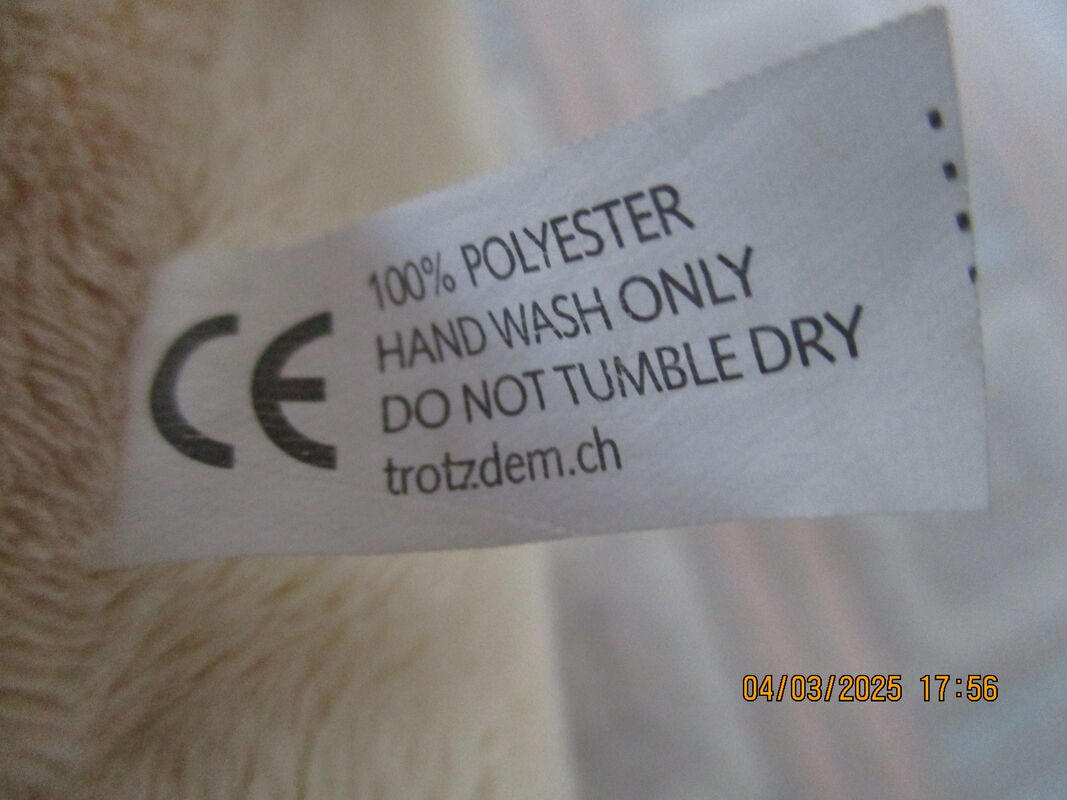 CE
100% POLYESTER
HAND WASH ONLY
DO NOT TUMBLE DRY
trotzdem.ch
04/03/2025 17:56